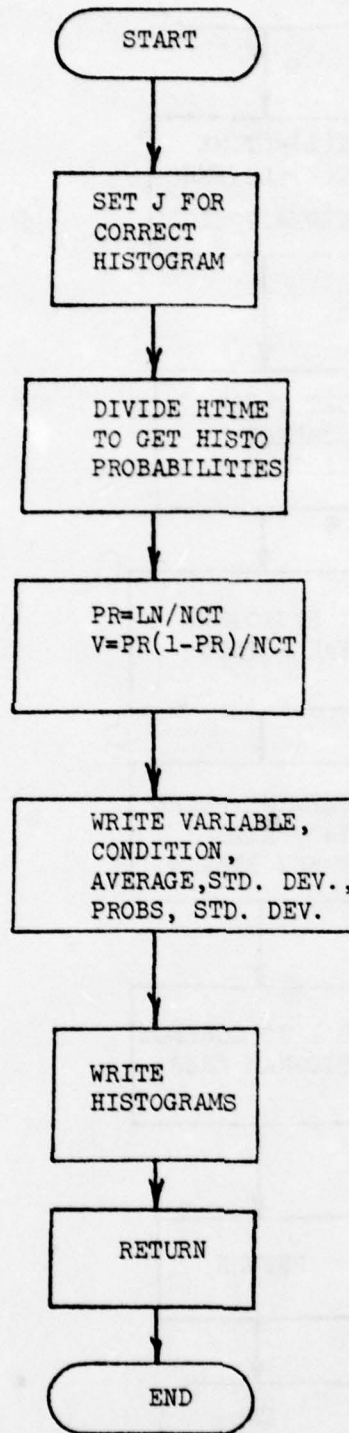 START
SET J FOR
CORRECT
HISTOGRAM
DIVIDE HTIME
TO GET HISTO
PROBABILITIES
PR=LN/NCT
V=PR(1-PR)/NCT
WRITE VARIABLE,
CONDITION,
AVERAGE,STD. DEV.,
PROBS, STD. DEV.
WRITE
HISTOGRAMS
RETURN
END